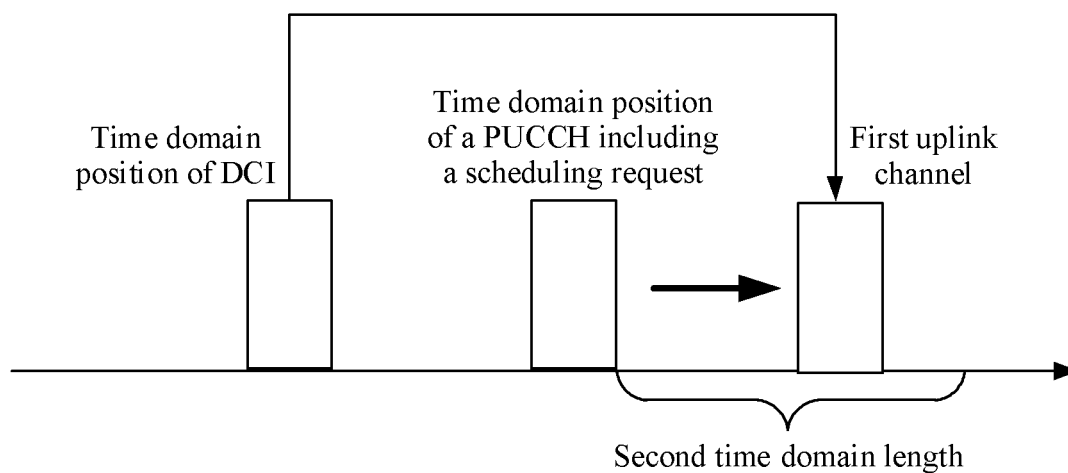 Time domain
position of DCI
Time domain position
of a PUCCH including
a scheduling request
First uplink
channel
Second time domain length